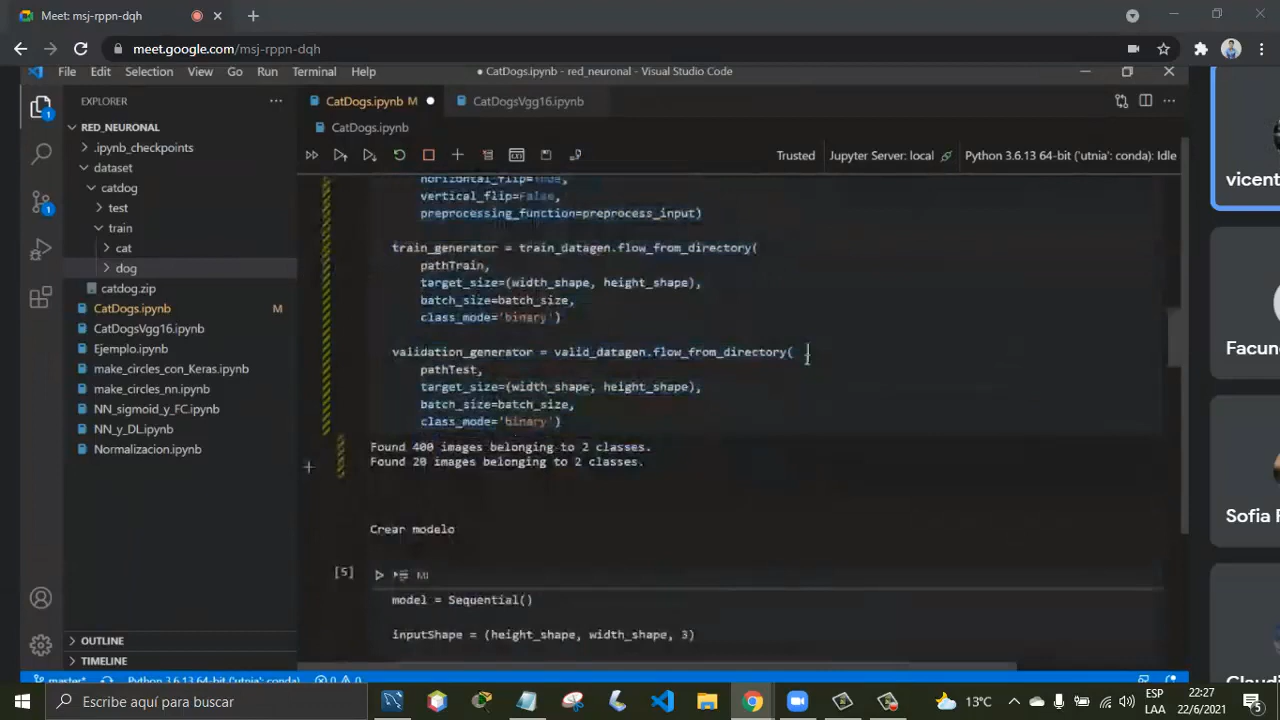 Meet: msj-rppn-dqh
meet.google.com/msj-rppn-dqh
File Edit Selection View Go Run Terminal Help
● CatDogs.ipynb - red_neuronal - Visual Studio Code
EXPLORER
CatDogs.ipynb M
CatDogsVgg16.ipynb
RED_NEURONAL
CatDogs.ipynb
.ipynb_checkpoints
dataset
catdog
test
train
cat
dog
catdog.zip
CatDogs.ipynb M
CatDogsVgg16.ipynb
Ejemplo.ipynb
make_circles_con_Keras.ipynb
make_circles_nn.ipynb
NN_sigmoid_y_FC.ipynb
NN_y_DL.ipynb
Normalizacion.ipynb
OUTLINE
TIMELINE
Trusted Jupyter Server: local Python 3.6.13 64-bit ('utnia': conda): Idle
horizontal_flip=True,
vertical_flip=False,
preprocessing_function=preprocess_input)
train_generator = train_datagen.flow_from_directory(
pathTrain,
target_size=(width_shape, height_shape),
batch_size=batch_size,
class_mode='binary')
validation_generator = valid_datagen.flow_from_directory(
pathTest,
target_size=(width_shape, height_shape),
batch_size=batch_size,
class_mode='binary')
Found 400 images belonging to 2 classes.
Found 20 images belonging to 2 classes.
Crear modelo
[5]
model = Sequential()
inputShape = (height_shape, width_shape, 3)
vicent
Facund
Sofia
Claudi
master* Python 3.6.13 64-bit ('utnia': conda) 0 0
Escribe aquí para buscar
13°C
ESP
LAA
22:27
22/6/2021